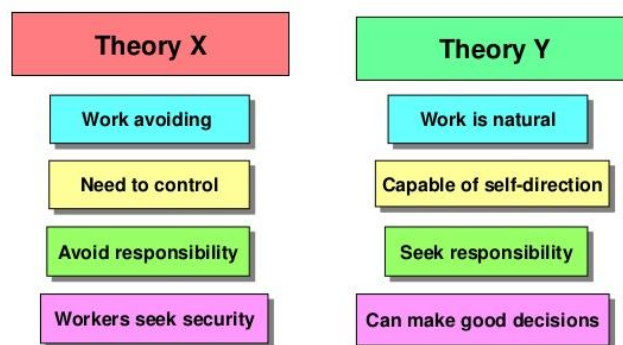 Theory X
Theory Y
Work avoiding
Work is natural
Need to control
Capable of self-direction
Avoid responsibility
Seek responsibility
Workers seek security
Can make good decisions